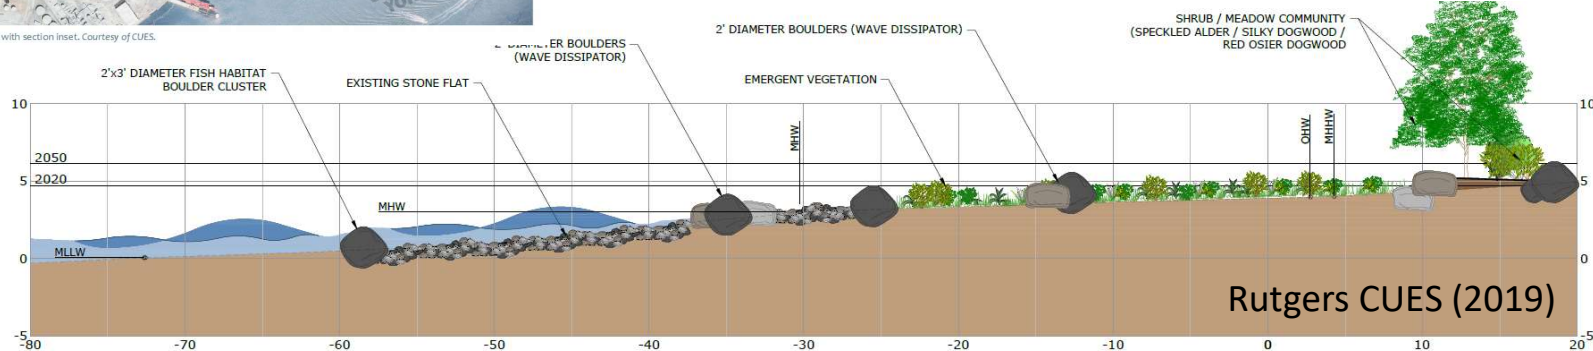 with section inset. Courtesy of CUES.
2'x3' DIAMETER FISH HABITAT
BOULDER CLUSTER
EXISTING STONE FLAT
BOULDERS
(WAVE DISSIPATOR)
2' DIAMETER BOULDERS (WAVE DISSIPATOR)
EMERGENT VEGETATION
SHRUB / MEADOW COMMUNITY
(SPECKLED ALDER / SILKY DOGWOOD /
RED OSIER DOGWOOD
10
10
2050
5
2020
5
MHW
MHW
OHW
MHHW
MLLW
0
0
Rutgers CUES (2019)
-5
-5
-80
-70
-60
-50
-40
-30
-20
-10
0
10
20